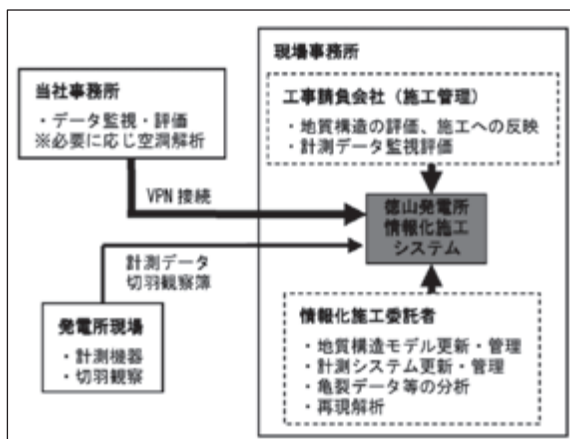 現場事務所
当社事務所
・データ監視・評価
※必要に応じ空洞解析
工事請負会社（施工管理）
・地質構造の評価、施工への反映
・計測データ監視評価
VPN 接続
徳山発電所
情報化施工
システム
計測データ
切羽観察簿
発電所現場
・計測機器
・切羽観察
情報化施工委託者
・地質構造モデル更新・管理
・計測システム更新・管理
・亀裂データ等の分析
・再現解析